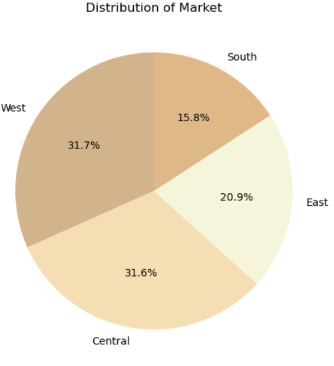 Distribution of Market
South
West
15.8%
31.7%
20.9%
East
31.6%
Central